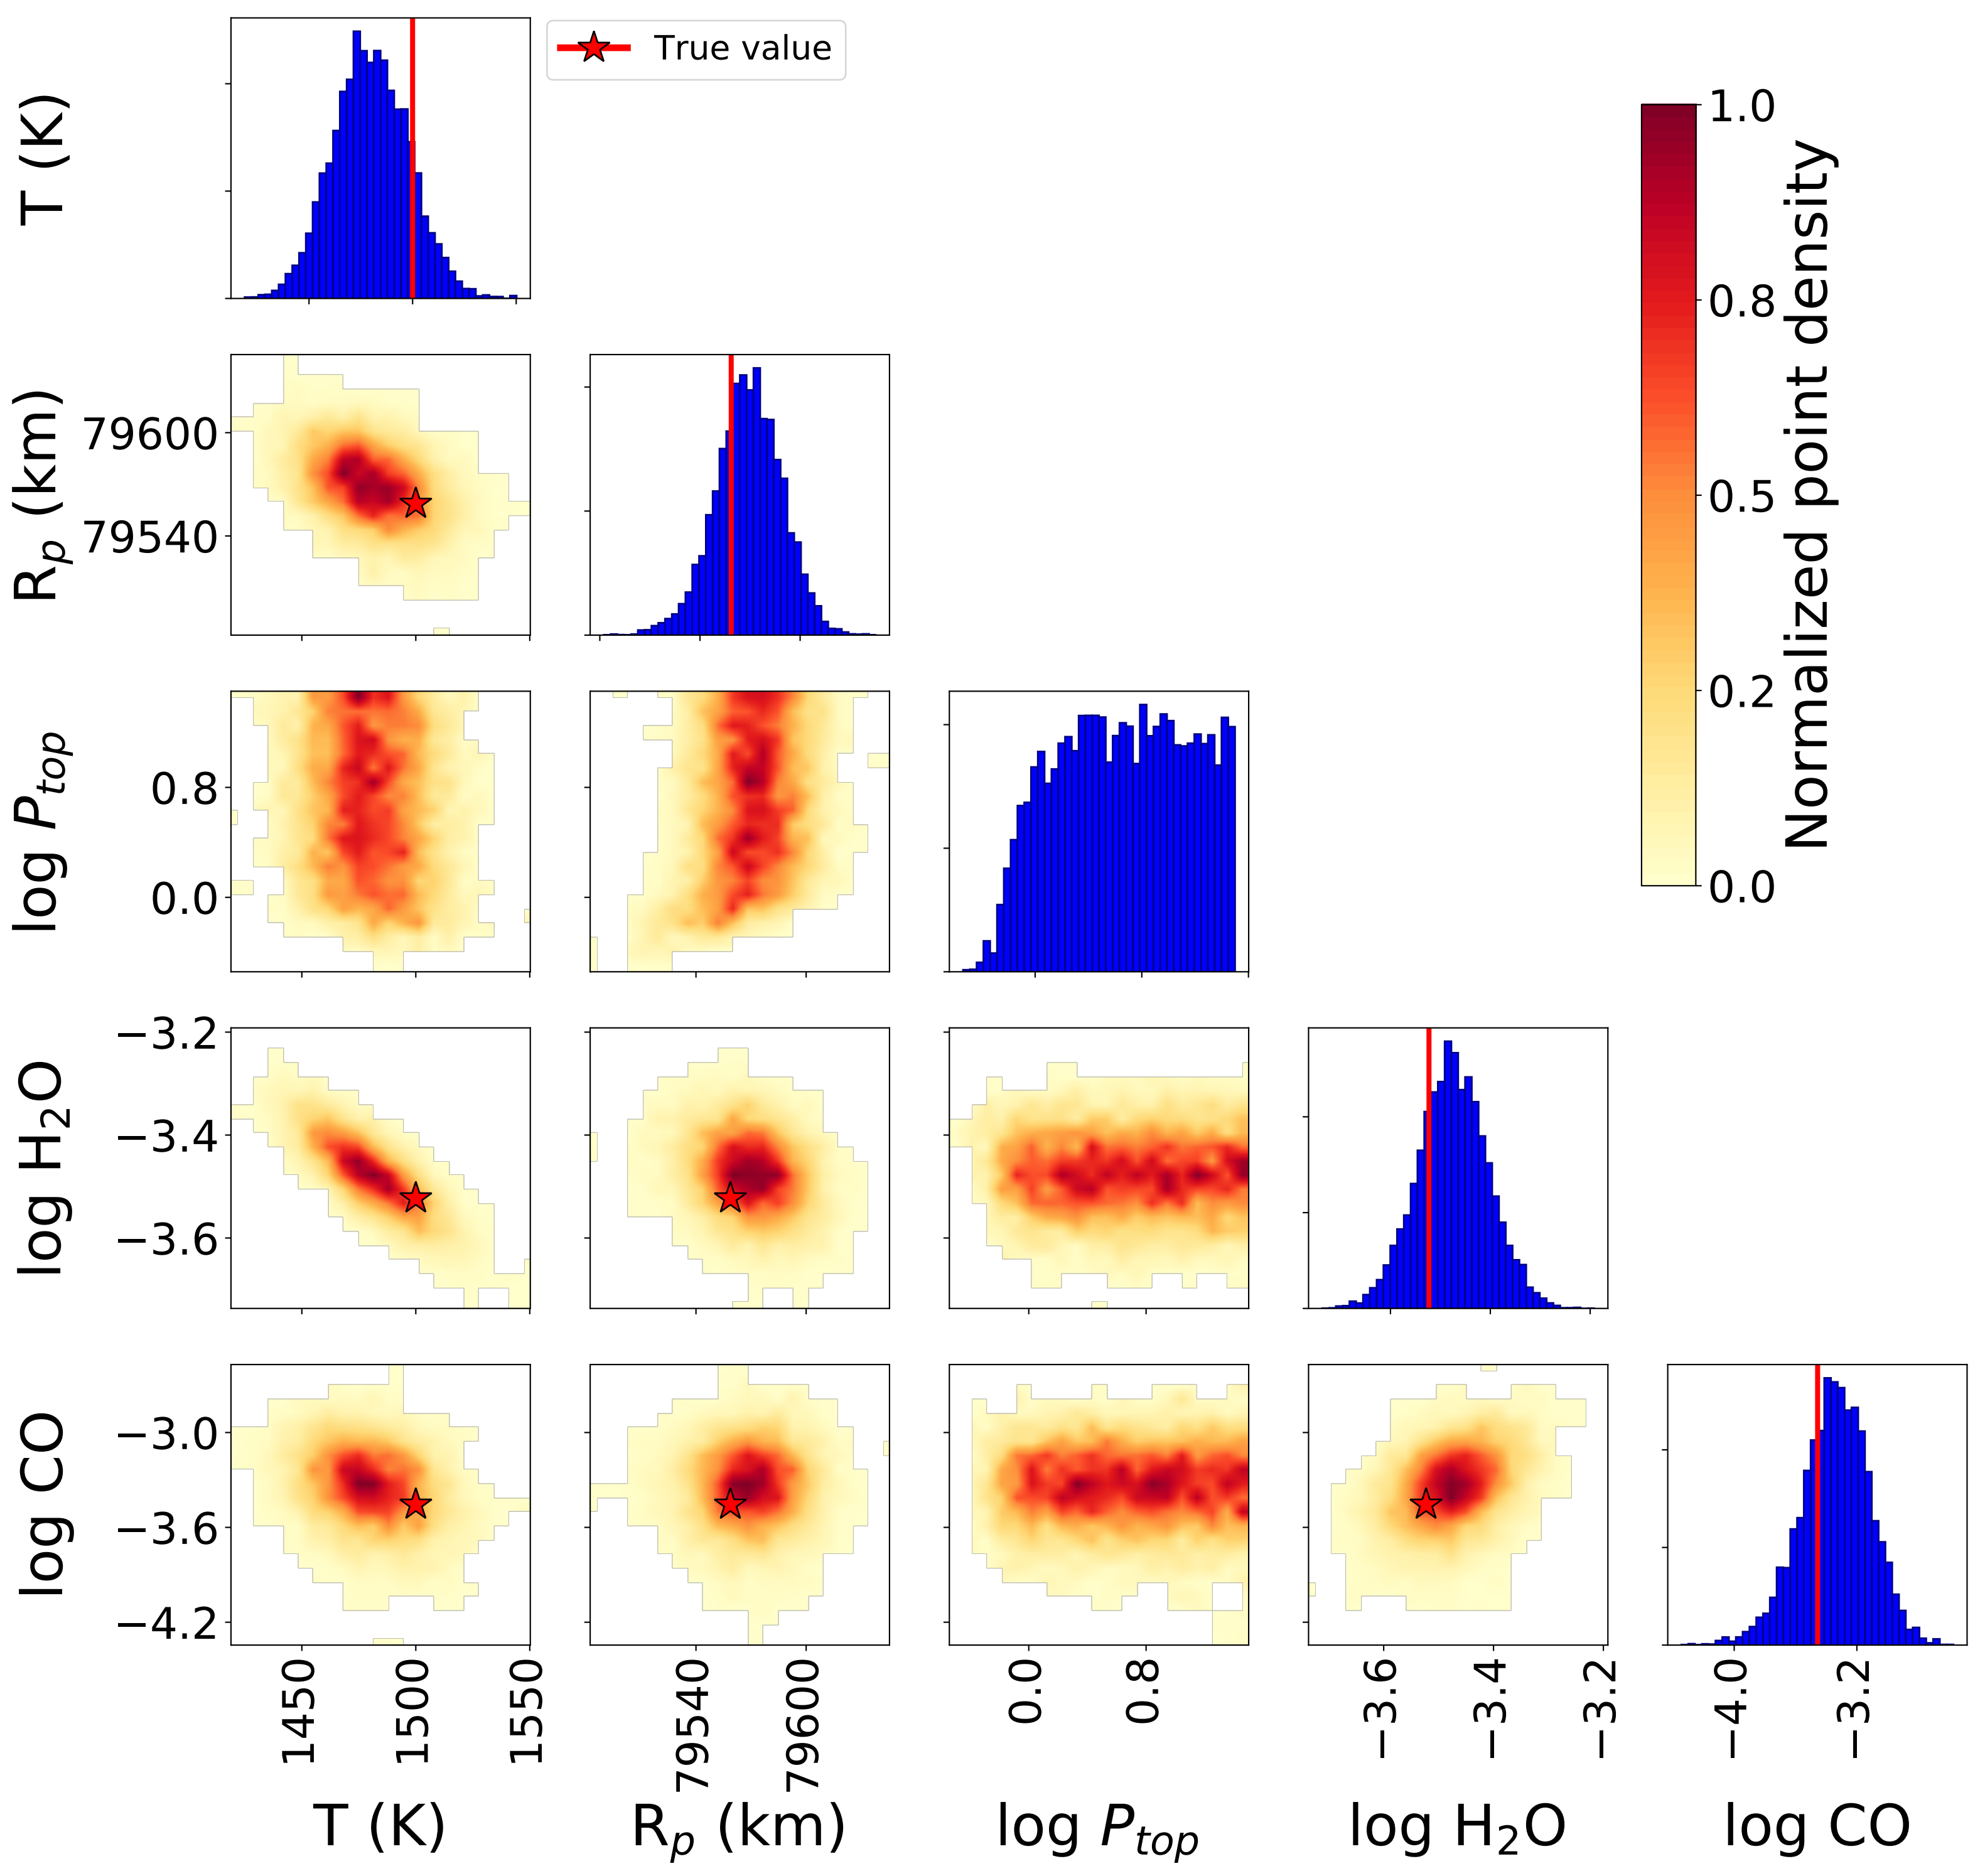 True value
T (K)
1.0
0.8
0.5
0.2
0.0
Normalized point density
R_p (km)
79600
79540
log P_top
0.8
0.0
log H₂O
−3.2
−3.4
−3.6
log CO
−3.0
−3.6
−4.2
1450 1500 1550 79540 79600 0.0 0.8 −3.6 −3.4 −3.2 −4.0 −3.2
T (K) R_p (km) log P_top log H₂O log CO